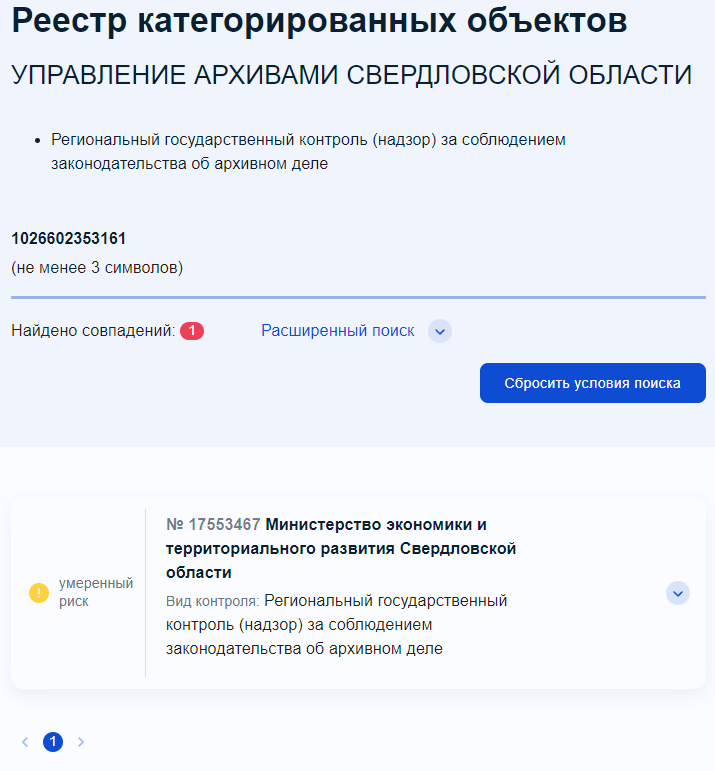 Реестр категорированных объектов
УПРАВЛЕНИЕ АРХИВАМИ СВЕРДЛОВСКОЙ ОБЛАСТИ
• Региональный государственный контроль (надзор) за соблюдением
законодательства об архивном деле
1026602353161
(не менее 3 символов)
Найдено совпадений: 1 Расширенный поиск
Сбросить условия поиска
№ 17553467 Министерство экономики и
территориального развития Свердловской
области
умеренный
риск
Вид контроля: Региональный государственный
контроль (надзор) за соблюдением
законодательства об архивном деле
1